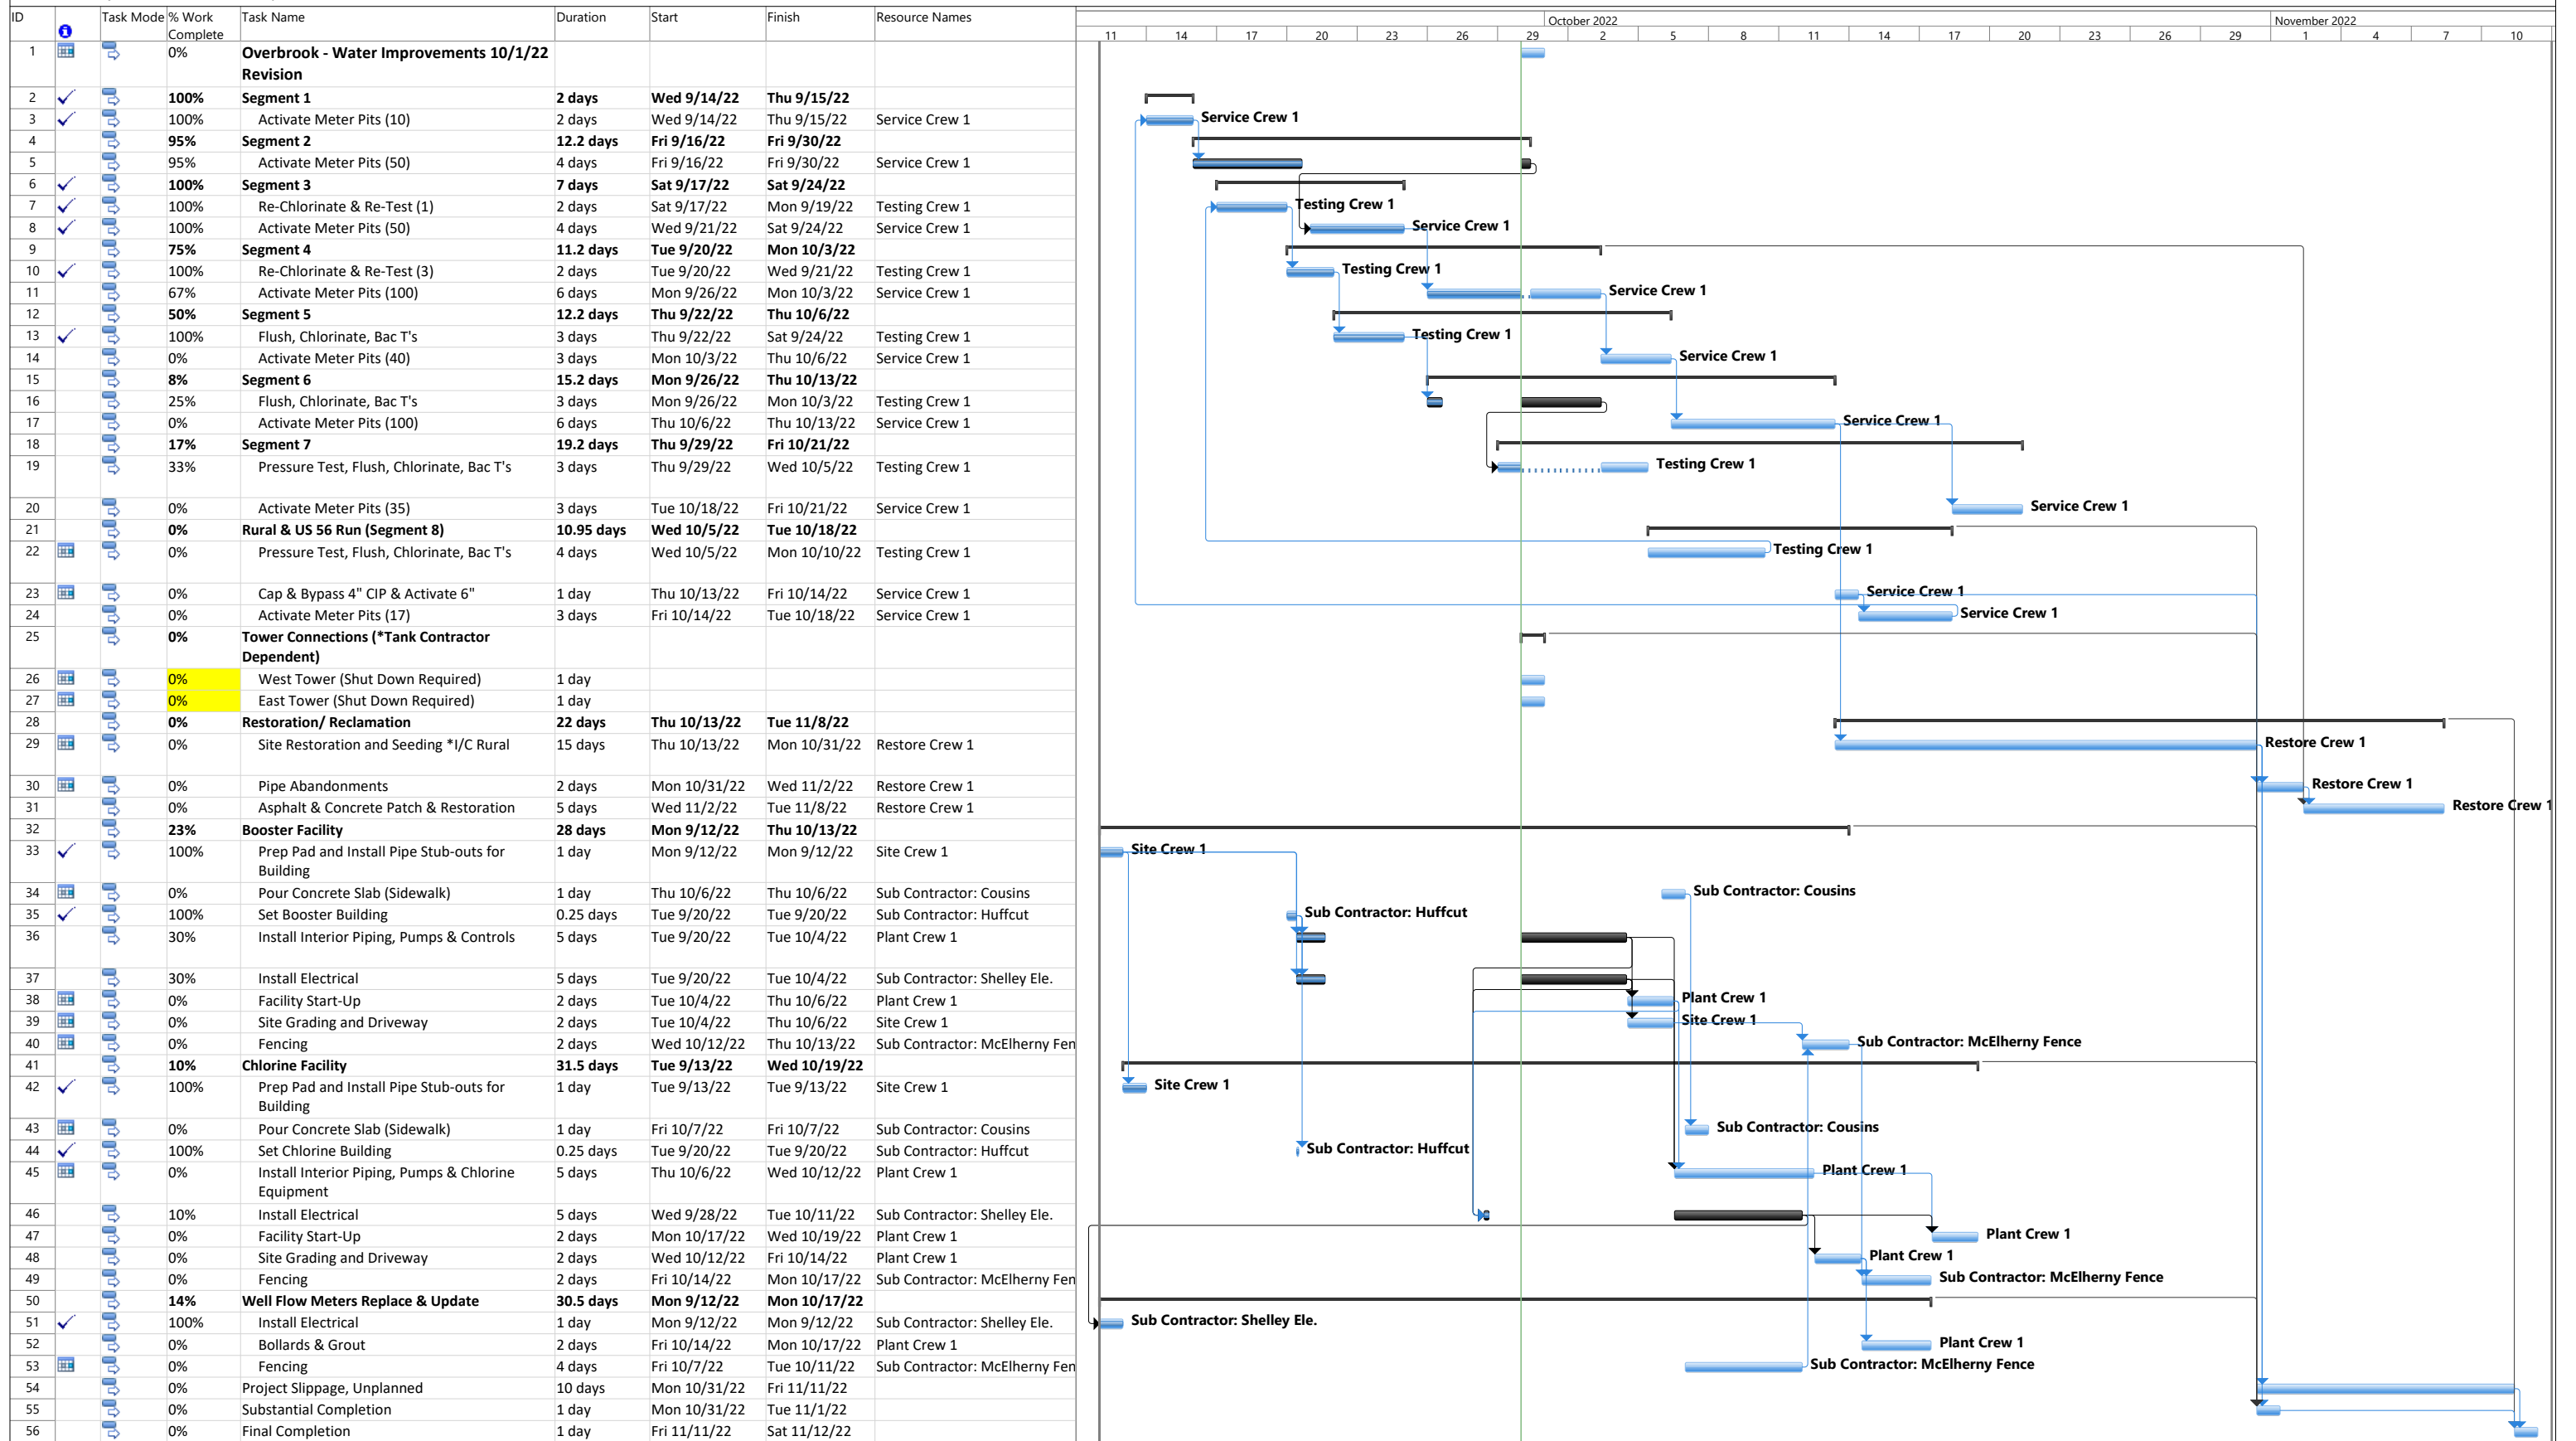 ID Task Mode % Work Complete Task Name Duration Start Finish Resource Names
October 2022 November 2022
11 14 17 20 23 26 29 2 5 8 11 14 17 20 23 26 29 1 4 7 10
1 0% Overbrook - Water Improvements 10/1/22 Revision
2 100% Segment 1 2 days Wed 9/14/22 Thu 9/15/22
3 100% Activate Meter Pits (10) 2 days Wed 9/14/22 Thu 9/15/22 Service Crew 1 Service Crew 1
4 95% Segment 2 12.2 days Fri 9/16/22 Fri 9/30/22
5 95% Activate Meter Pits (50) 4 days Fri 9/16/22 Fri 9/30/22 Service Crew 1
6 100% Segment 3 7 days Sat 9/17/22 Sat 9/24/22
7 100% Re-Chlorinate & Re-Test (1) 2 days Sat 9/17/22 Mon 9/19/22 Testing Crew 1 Testing Crew 1
8 100% Activate Meter Pits (50) 4 days Wed 9/21/22 Sat 9/24/22 Service Crew 1 Service Crew 1
9 75% Segment 4 11.2 days Tue 9/20/22 Mon 10/3/22
10 100% Re-Chlorinate & Re-Test (3) 2 days Tue 9/20/22 Wed 9/21/22 Testing Crew 1 Testing Crew 1
11 67% Activate Meter Pits (100) 6 days Mon 9/26/22 Mon 10/3/22 Service Crew 1 Service Crew 1
12 50% Segment 5 12.2 days Thu 9/22/22 Thu 10/6/22
13 100% Flush, Chlorinate, Bac T's 3 days Thu 9/22/22 Sat 9/24/22 Testing Crew 1 Testing Crew 1
14 0% Activate Meter Pits (40) 3 days Mon 10/3/22 Thu 10/6/22 Service Crew 1 Service Crew 1
15 8% Segment 6 15.2 days Mon 9/26/22 Thu 10/13/22
16 25% Flush, Chlorinate, Bac T's 3 days Mon 9/26/22 Mon 10/3/22 Testing Crew 1
17 0% Activate Meter Pits (100) 6 days Thu 10/6/22 Thu 10/13/22 Service Crew 1 Service Crew 1
18 17% Segment 7 19.2 days Thu 9/29/22 Fri 10/21/22
19 33% Pressure Test, Flush, Chlorinate, Bac T's 3 days Thu 9/29/22 Wed 10/5/22 Testing Crew 1 Testing Crew 1
20 0% Activate Meter Pits (35) 3 days Tue 10/18/22 Fri 10/21/22 Service Crew 1 Service Crew 1
21 0% Rural & US 56 Run (Segment 8) 10.95 days Wed 10/5/22 Tue 10/18/22
22 0% Pressure Test, Flush, Chlorinate, Bac T's 4 days Wed 10/5/22 Mon 10/10/22 Testing Crew 1 Testing Crew 1
23 0% Cap & Bypass 4" CIP & Activate 6" 1 day Thu 10/13/22 Fri 10/14/22 Service Crew 1 Service Crew 1
24 0% Activate Meter Pits (17) 3 days Fri 10/14/22 Tue 10/18/22 Service Crew 1 Service Crew 1
25 0% Tower Connections (*Tank Contractor Dependent)
26 0% West Tower (Shut Down Required) 1 day
27 0% East Tower (Shut Down Required) 1 day
28 0% Restoration/ Reclamation 22 days Thu 10/13/22 Tue 11/8/22
29 0% Site Restoration and Seeding *I/C Rural 15 days Thu 10/13/22 Mon 10/31/22 Restore Crew 1 Restore Crew 1
30 0% Pipe Abandonments 2 days Mon 10/31/22 Wed 11/2/22 Restore Crew 1 Restore Crew 1
31 0% Asphalt & Concrete Patch & Restoration 5 days Wed 11/2/22 Tue 11/8/22 Restore Crew 1 Restore Crew 1
32 23% Booster Facility 28 days Mon 9/12/22 Thu 10/13/22
33 100% Prep Pad and Install Pipe Stub-outs for Building 1 day Mon 9/12/22 Mon 9/12/22 Site Crew 1 Site Crew 1
34 0% Pour Concrete Slab (Sidewalk) 1 day Thu 10/6/22 Thu 10/6/22 Sub Contractor: Cousins Sub Contractor: Cousins
35 100% Set Booster Building 0.25 days Tue 9/20/22 Tue 9/20/22 Sub Contractor: Huffcut Sub Contractor: Huffcut
36 30% Install Interior Piping, Pumps & Controls 5 days Tue 9/20/22 Tue 10/4/22 Plant Crew 1
37 30% Install Electrical 5 days Tue 9/20/22 Tue 10/4/22 Sub Contractor: Shelley Ele.
38 0% Facility Start-Up 2 days Tue 10/4/22 Thu 10/6/22 Plant Crew 1 Plant Crew 1
39 0% Site Grading and Driveway 2 days Tue 10/4/22 Thu 10/6/22 Site Crew 1 Site Crew 1
40 0% Fencing 2 days Wed 10/12/22 Thu 10/13/22 Sub Contractor: McElherny Fen Sub Contractor: McElherny Fence
41 10% Chlorine Facility 31.5 days Tue 9/13/22 Wed 10/19/22
42 100% Prep Pad and Install Pipe Stub-outs for Building 1 day Tue 9/13/22 Tue 9/13/22 Site Crew 1 Site Crew 1
43 0% Pour Concrete Slab (Sidewalk) 1 day Fri 10/7/22 Fri 10/7/22 Sub Contractor: Cousins Sub Contractor: Cousins
44 100% Set Chlorine Building 0.25 days Tue 9/20/22 Tue 9/20/22 Sub Contractor: Huffcut Sub Contractor: Huffcut
45 0% Install Interior Piping, Pumps & Chlorine Equipment 5 days Thu 10/6/22 Wed 10/12/22 Plant Crew 1 Plant Crew 1
46 10% Install Electrical 5 days Wed 9/28/22 Tue 10/11/22 Sub Contractor: Shelley Ele.
47 0% Facility Start-Up 2 days Mon 10/17/22 Wed 10/19/22 Plant Crew 1 Plant Crew 1
48 0% Site Grading and Driveway 2 days Wed 10/12/22 Fri 10/14/22 Plant Crew 1 Plant Crew 1
49 0% Fencing 2 days Fri 10/14/22 Mon 10/17/22 Sub Contractor: McElherny Fen Sub Contractor: McElherny Fence
50 14% Well Flow Meters Replace & Update 30.5 days Mon 9/12/22 Mon 10/17/22
51 100% Install Electrical 1 day Mon 9/12/22 Mon 9/12/22 Sub Contractor: Shelley Ele. Sub Contractor: Shelley Ele.
52 0% Bollards & Grout 2 days Fri 10/14/22 Mon 10/17/22 Plant Crew 1 Plant Crew 1
53 0% Fencing 4 days Fri 10/7/22 Tue 10/11/22 Sub Contractor: McElherny Fen Sub Contractor: McElherny Fence
54 0% Project Slippage, Unplanned 10 days Mon 10/31/22 Fri 11/11/22
55 0% Substantial Completion 1 day Mon 10/31/22 Tue 11/1/22
56 0% Final Completion 1 day Fri 11/11/22 Sat 11/12/22